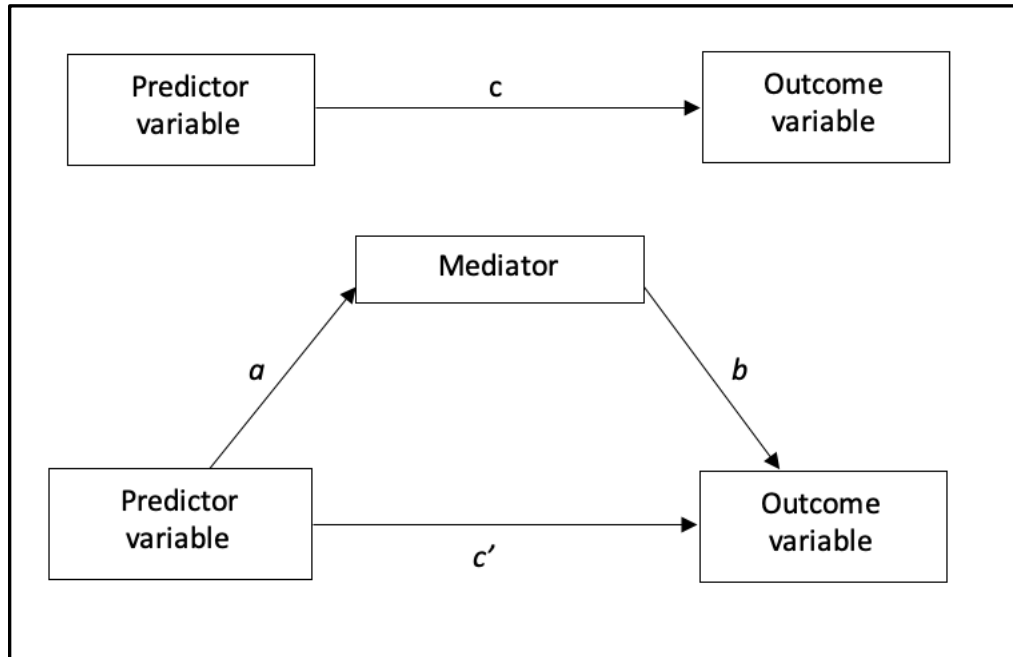 Predictor
variable
c
Outcome
variable
Mediator
a
b
Predictor
variable
c’
Outcome
variable